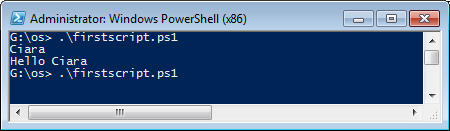 Administrator: Windows PowerShell (x86)
G:\os> .\firstscript.ps1
Ciara
Hello Ciara
G:\os> .\firstscript.ps1